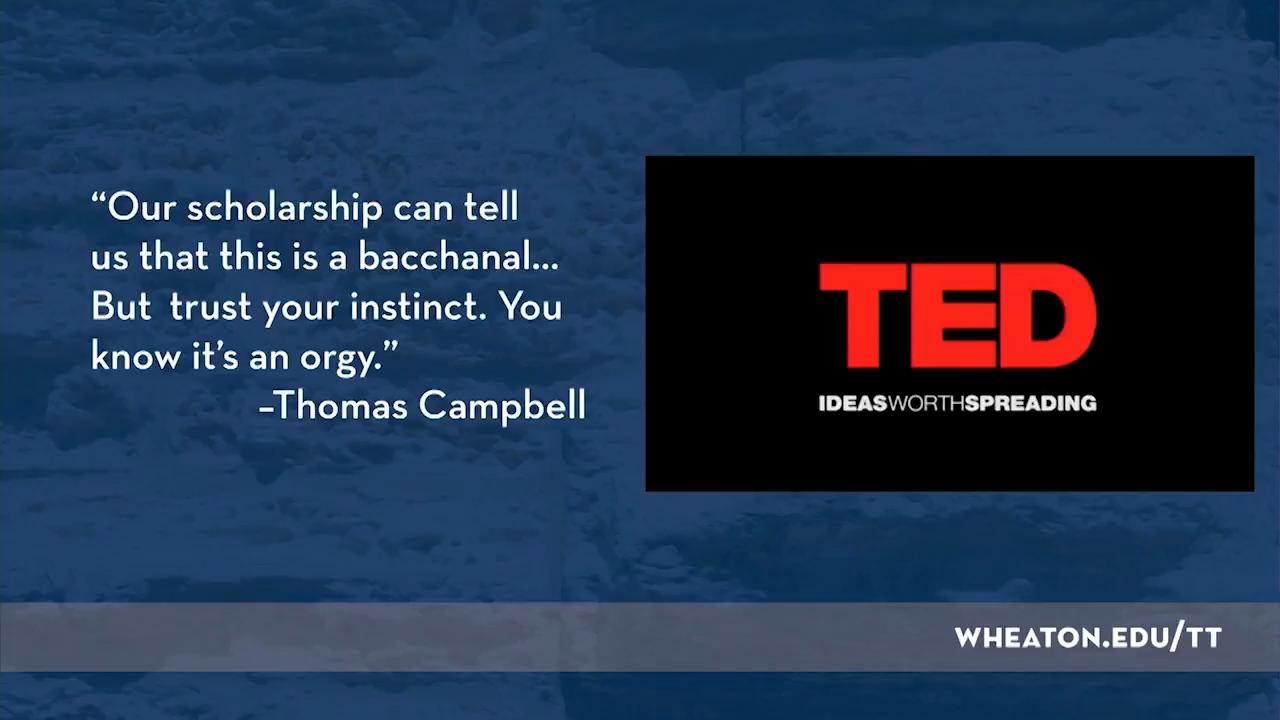 “Our scholarship can tell
us that this is a bacchanal...
But  trust your instinct. You
know it’s an orgy.”
–Thomas Campbell
TED
IDEASWORTHSPREADING
WHEATON.EDU/TT